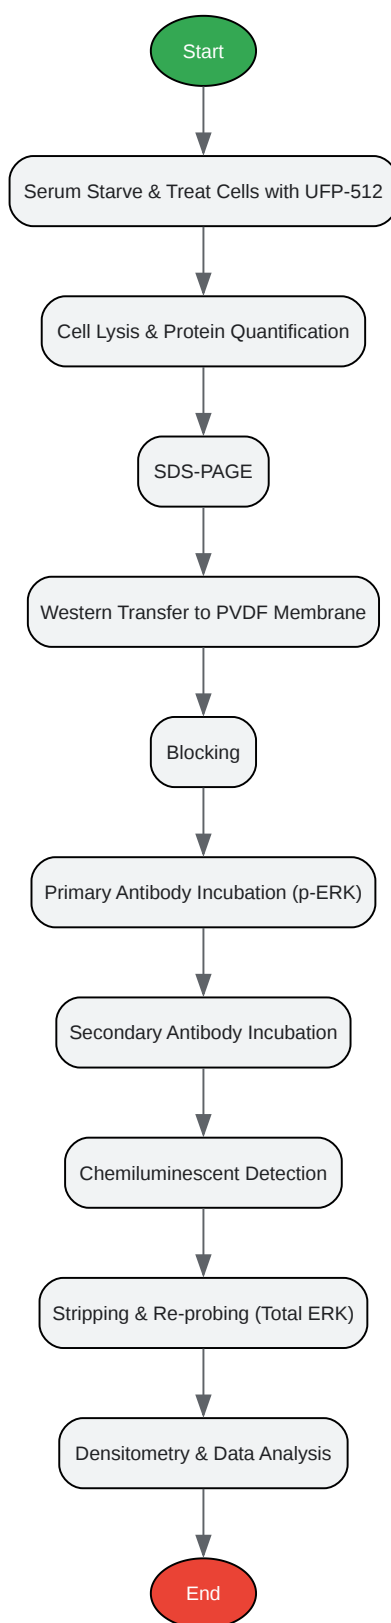 Start
Serum Starve & Treat Cells with UFP-512
Cell Lysis & Protein Quantification
SDS-PAGE
Western Transfer to PVDF Membrane
Blocking
Primary Antibody Incubation (p-ERK)
Secondary Antibody Incubation
Chemiluminescent Detection
Stripping & Re-probing (Total ERK)
Densitometry & Data Analysis
End